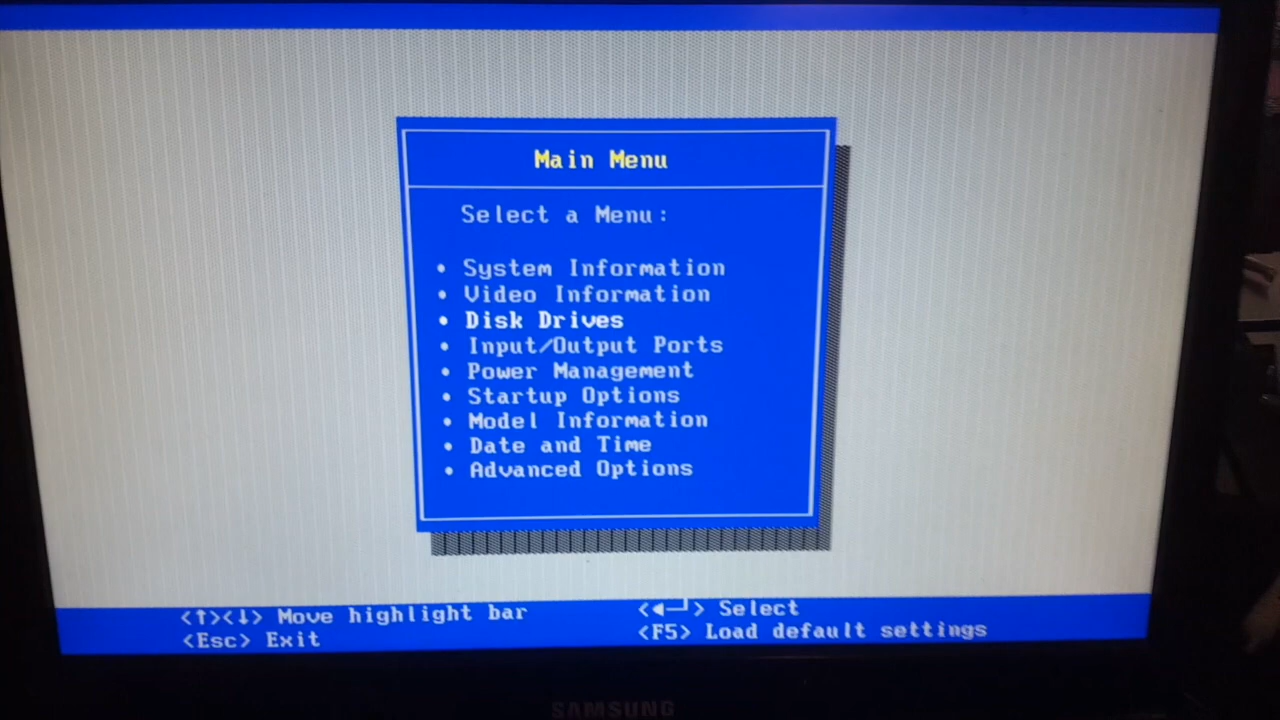 Main Menu
Select a Menu:
• System Information
• Video Information
• Disk Drives
• Input/Output Ports
• Power Management
• Startup Options
• Model Information
• Date and Time
• Advanced Options
<↑><↓> Move highlight bar
<◄─┘> Select
<Esc> Exit
<F5> Load default settings
SAMSUNG